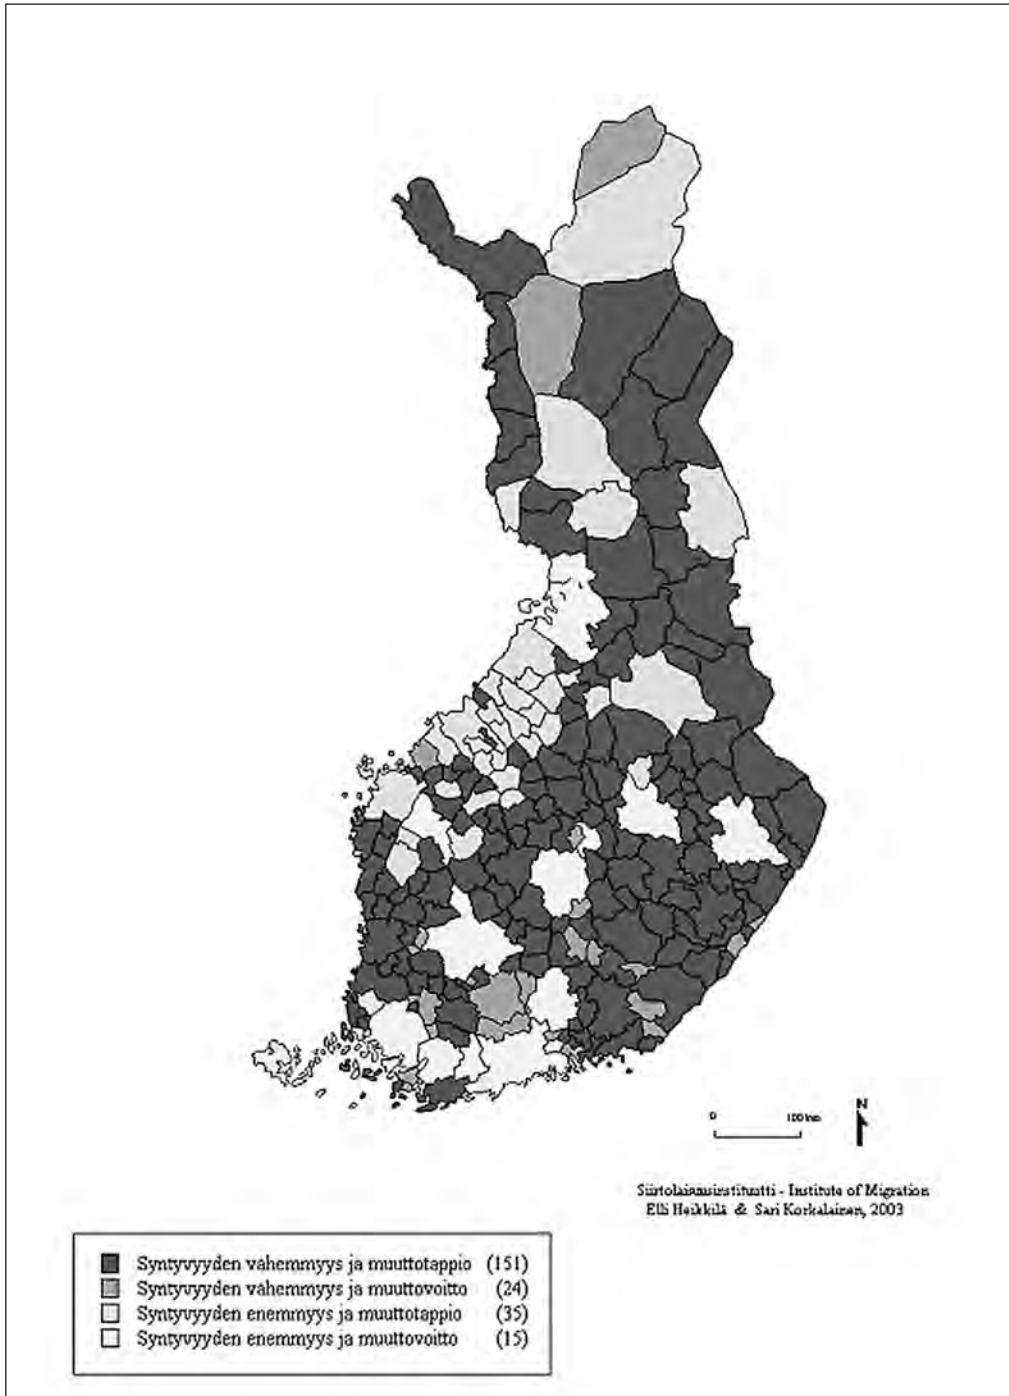 N
0 100 km
Siirtolaisuusinstituutti - Institute of Migration
Elli Heikkilä & Sari Korkalainen, 2003
Syntyvyyden vähemmyys ja muuttotappio (151)
Syntyvyyden vähemmyys ja muuttovoitto (24)
Syntyvyyden enemmyys ja muuttotappio (35)
Syntyvyyden enemmyys ja muuttovoitto (15)